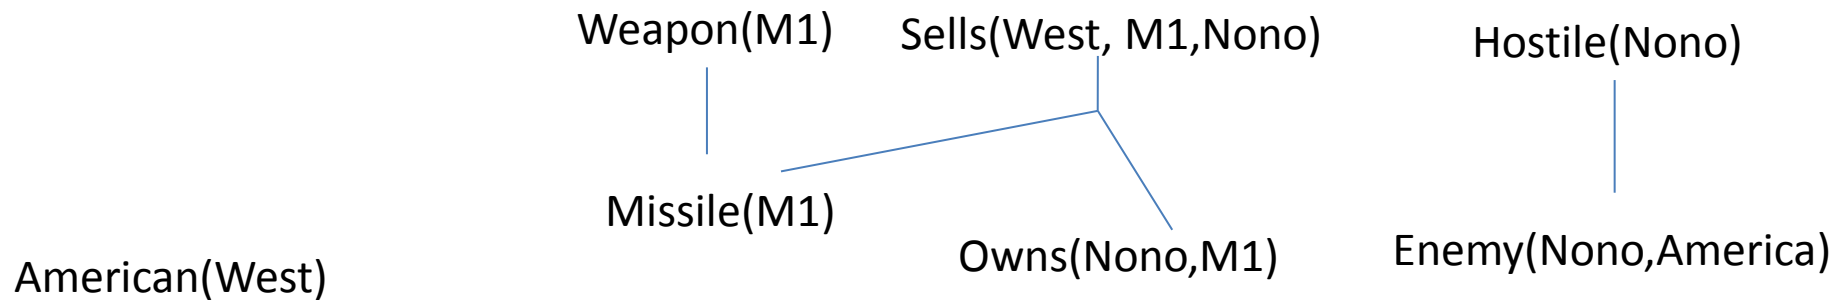 Weapon(M1)
Sells(West, M1,Nono)
Hostile(Nono)
Missile(M1)
Owns(Nono,M1)
Enemy(Nono,America)
American(West)